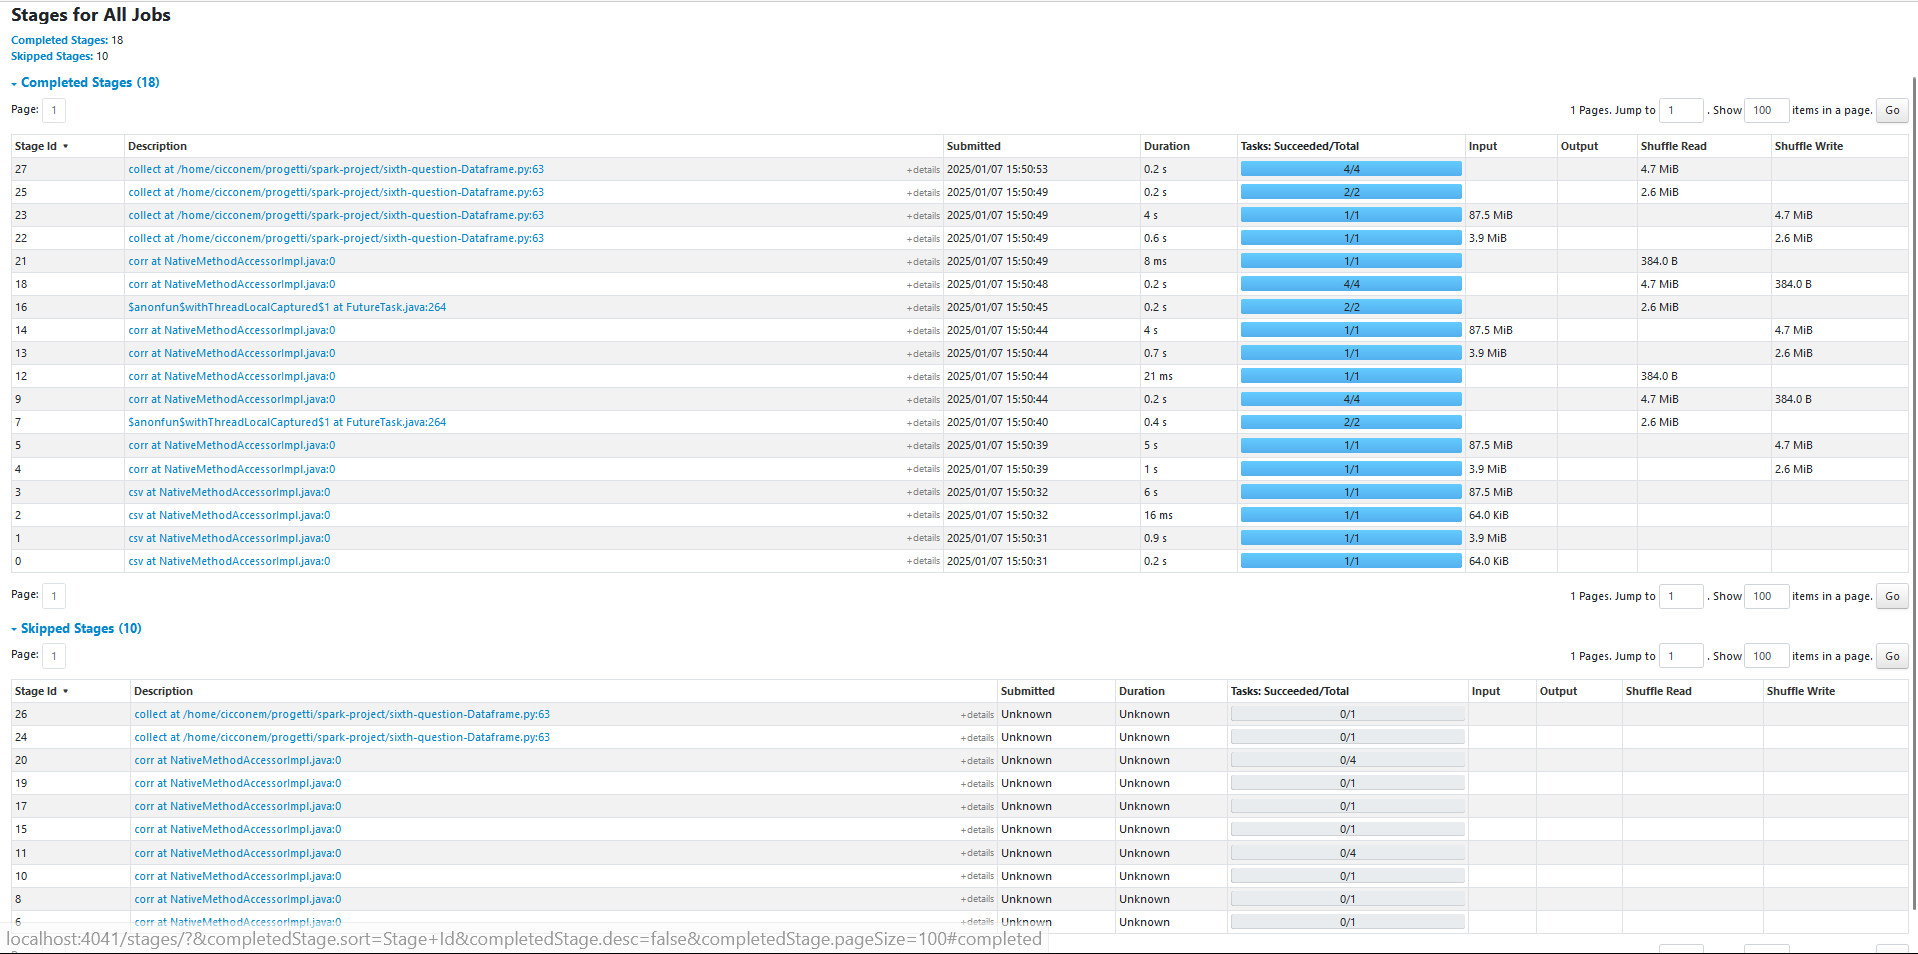 Stages for All Jobs
Completed Stages: 18
Skipped Stages: 10
Completed Stages (18)
Page: 1 1 Pages. Jump to 1 . Show 100 items in a page. Go
Stage Id ▾ Description Submitted Duration Tasks: Succeeded/Total Input Output Shuffle Read Shuffle Write
27 collect at /home/cicconem/progetti/spark-project/sixth-question-Dataframe.py:63 +details 2025/01/07 15:50:53 0.2 s 4/4 4.7 MiB
25 collect at /home/cicconem/progetti/spark-project/sixth-question-Dataframe.py:63 +details 2025/01/07 15:50:49 0.2 s 2/2 2.6 MiB
23 collect at /home/cicconem/progetti/spark-project/sixth-question-Dataframe.py:63 +details 2025/01/07 15:50:49 4 s 1/1 87.5 MiB 4.7 MiB
22 collect at /home/cicconem/progetti/spark-project/sixth-question-Dataframe.py:63 +details 2025/01/07 15:50:49 0.6 s 1/1 3.9 MiB 2.6 MiB
21 corr at NativeMethodAccessorImpl.java:0 +details 2025/01/07 15:50:49 8 ms 1/1 384.0 B
18 corr at NativeMethodAccessorImpl.java:0 +details 2025/01/07 15:50:48 0.2 s 4/4 4.7 MiB 384.0 B
16 $anonfun$withThreadLocalCaptured$1 at FutureTask.java:264 +details 2025/01/07 15:50:45 0.2 s 2/2 2.6 MiB
14 corr at NativeMethodAccessorImpl.java:0 +details 2025/01/07 15:50:44 4 s 1/1 87.5 MiB 4.7 MiB
13 corr at NativeMethodAccessorImpl.java:0 +details 2025/01/07 15:50:44 0.7 s 1/1 3.9 MiB 2.6 MiB
12 corr at NativeMethodAccessorImpl.java:0 +details 2025/01/07 15:50:44 21 ms 1/1 384.0 B
9 corr at NativeMethodAccessorImpl.java:0 +details 2025/01/07 15:50:44 0.2 s 4/4 4.7 MiB 384.0 B
7 $anonfun$withThreadLocalCaptured$1 at FutureTask.java:264 +details 2025/01/07 15:50:40 0.4 s 2/2 2.6 MiB
5 corr at NativeMethodAccessorImpl.java:0 +details 2025/01/07 15:50:39 5 s 1/1 87.5 MiB 4.7 MiB
4 corr at NativeMethodAccessorImpl.java:0 +details 2025/01/07 15:50:39 1 s 1/1 3.9 MiB 2.6 MiB
3 csv at NativeMethodAccessorImpl.java:0 +details 2025/01/07 15:50:32 6 s 1/1 87.5 MiB
2 csv at NativeMethodAccessorImpl.java:0 +details 2025/01/07 15:50:32 16 ms 1/1 64.0 KiB
1 csv at NativeMethodAccessorImpl.java:0 +details 2025/01/07 15:50:31 0.9 s 1/1 3.9 MiB
0 csv at NativeMethodAccessorImpl.java:0 +details 2025/01/07 15:50:31 0.2 s 1/1 64.0 KiB
Page: 1 1 Pages. Jump to 1 . Show 100 items in a page. Go
Skipped Stages (10)
Page: 1 1 Pages. Jump to 1 . Show 100 items in a page. Go
Stage Id ▾ Description Submitted Duration Tasks: Succeeded/Total Input Output Shuffle Read Shuffle Write
26 collect at /home/cicconem/progetti/spark-project/sixth-question-Dataframe.py:63 +details Unknown Unknown 0/1
24 collect at /home/cicconem/progetti/spark-project/sixth-question-Dataframe.py:63 +details Unknown Unknown 0/1
20 corr at NativeMethodAccessorImpl.java:0 +details Unknown Unknown 0/4
19 corr at NativeMethodAccessorImpl.java:0 +details Unknown Unknown 0/1
17 corr at NativeMethodAccessorImpl.java:0 +details Unknown Unknown 0/1
15 corr at NativeMethodAccessorImpl.java:0 +details Unknown Unknown 0/1
11 corr at NativeMethodAccessorImpl.java:0 +details Unknown Unknown 0/4
10 corr at NativeMethodAccessorImpl.java:0 +details Unknown Unknown 0/1
8 corr at NativeMethodAccessorImpl.java:0 +details Unknown Unknown 0/1
6 corr at NativeMethodAccessorImpl.java:0 +details Unknown Unknown 0/1
localhost:4041/stages/?&completedStage.sort=Stage+Id&completedStage.desc=false&completedStage.pageSize=100#completed